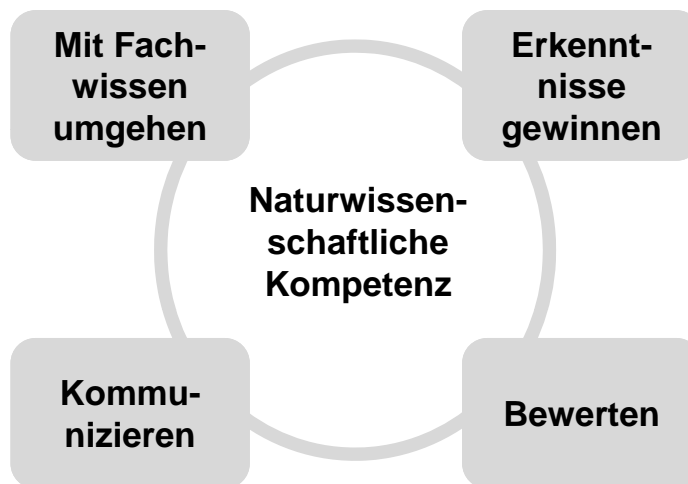 Mit Fach-
wissen
umgehen
Erkennt-
nisse
gewinnen
Naturwissen-
schaftliche
Kompetenz
Kommu-
nizieren
Bewerten